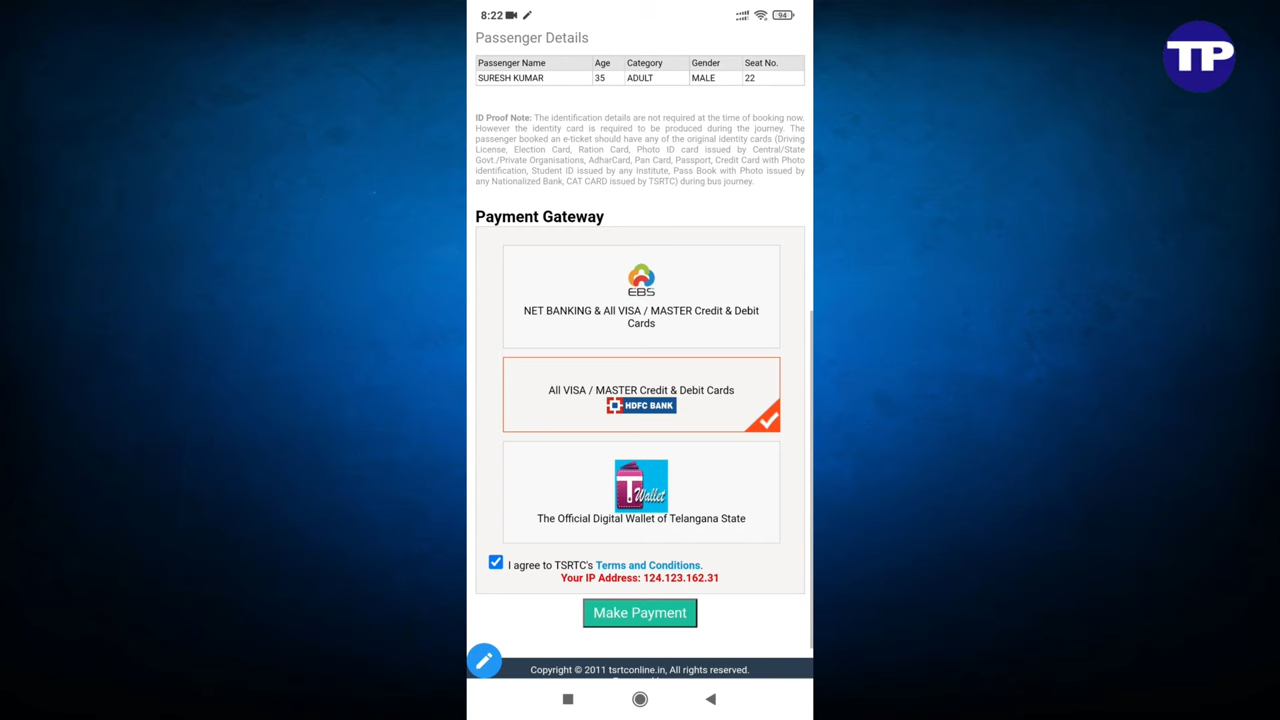 8:22
94
TP
Passenger Details
Passenger Name Age Category Gender Seat No.
SURESH KUMAR 35 ADULT MALE 22
ID Proof Note: The identification details are not required at the time of booking now.
However the identity card is required to be produced during the journey. The
passenger booked an e-ticket should have any of the original identity cards (Driving
License, Election Card, Ration Card, Photo ID card issued by Central/State
Govt./Private Organisations, AdharCard, Pan Card, Passport, Credit Card with Photo
identification, Student ID issued by any Institute, Pass Book with Photo issued by
any Nationalized Bank, CAT CARD issued by TSRTC) during bus journey.
Payment Gateway
EBS
NET BANKING & All VISA / MASTER Credit & Debit
Cards
All VISA / MASTER Credit & Debit Cards
HDFC BANK
T Wallet
The Official Digital Wallet of Telangana State
I agree to TSRTC's Terms and Conditions.
Your IP Address: 124.123.162.31
Make Payment
Copyright © 2011 tsrtconline.in, All rights reserved.